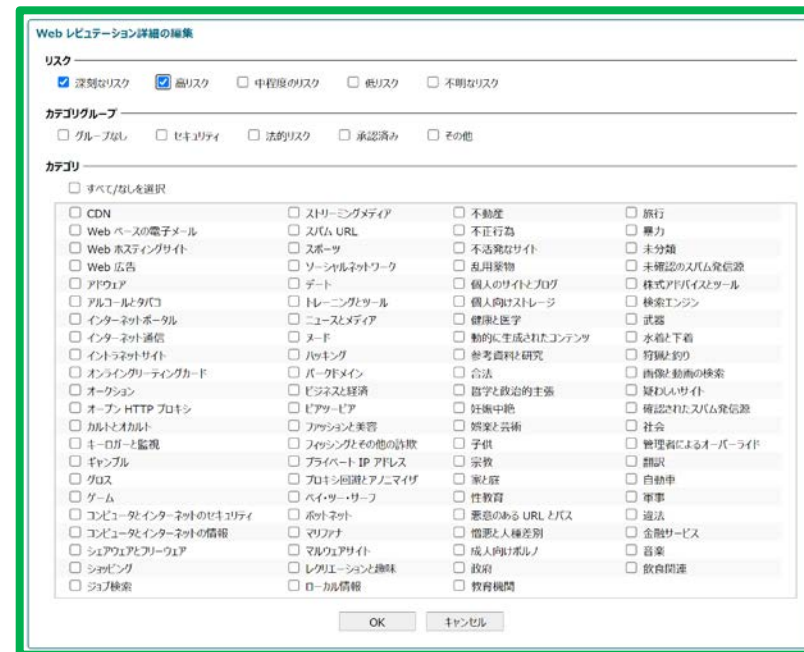 Web レピュテーション詳細の編集
リスク
深刻なリスク 高リスク 中程度のリスク 低リスク 不明なリスク
カテゴリグループ
グループなし セキュリティ 法的リスク 承認済み その他
カテゴリ
すべて/なしを選択
CDN ストリーミングメディア 不動産 旅行
Web ベースの電子メール スパム URL 不正行為 暴力
Web ホスティングサイト スポーツ 不活発なサイト 未分類
Web 広告 ソーシャルネットワーク 乱用薬物 未確認のスパム発信源
アドウェア デート 個人のサイトとブログ 株式アドバイスとツール
アルコールとタバコ トレーニングとツール 個人向けストレージ 検索エンジン
インターネットポータル ニュースとメディア 健康と医学 武器
インターネット通信 ヌード 動的に生成されたコンテンツ 水着と下着
イントラネットサイト ハッキング 参考資料と研究 狩猟と釣り
オンライングリーティングカード パークドメイン 合法 画像と動画の検索
オークション ビジネスと経済 哲学と政治的主張 疑わしいサイト
オープン HTTP プロキシ ピアツーピア 妊娠中絶 確認されたスパム発信源
カルトとオカルト ファッションと美容 娯楽と芸術 社会
キーロガーと監視 フィッシングとその他の詐欺 子供 管理者によるオーバーライド
ギャンブル プライベート IP アドレス 宗教 翻訳
グロス プロキシ回避とアノニマイザ 家と庭 自動車
ゲーム ペイ・ツー・サーフ 性教育 軍事
コンピュータとインターネットのセキュリティ ボットネット 悪意のある URL とパス 違法
コンピュータとインターネットの情報 マリファナ 憎悪と人種差別 金融サービス
シェアウェアとフリーウェア マルウェアサイト 成人向けポルノ 音楽
ショッピング レクリエーションと趣味 政府 飲食関連
ジョブ検索 ローカル情報 教育機関
OK キャンセル